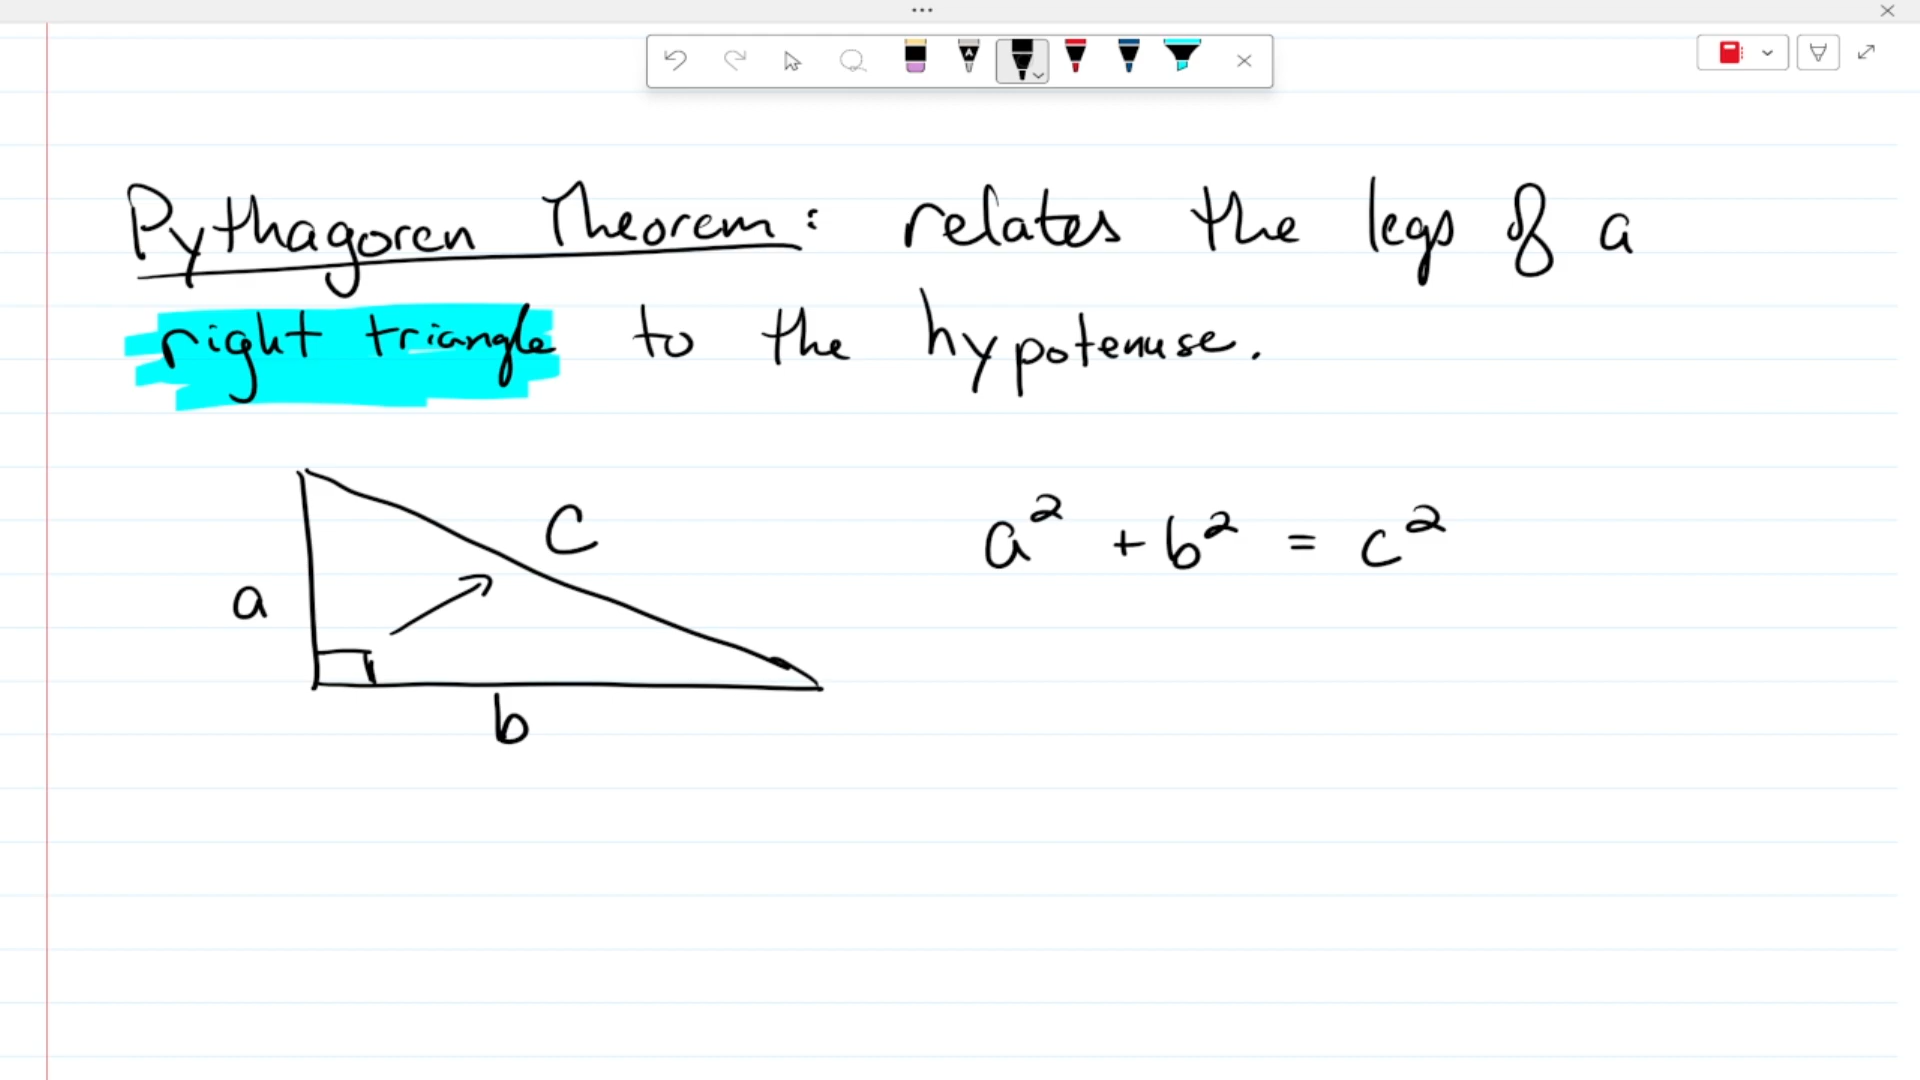 Pythagoren Theorem: relates the legs of a
right triangle to the hypotenuse.
C
a² + b² = c²
a
b